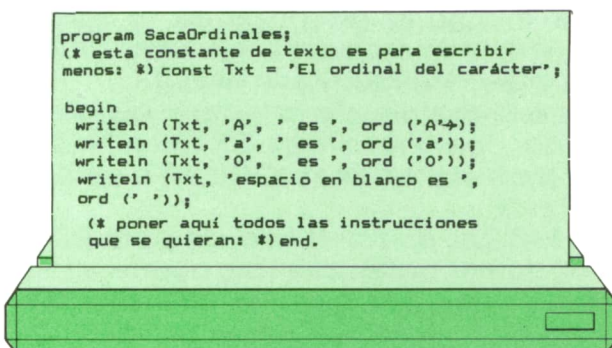 program SacaOrdinales;
(* esta constante de texto es para escribir
menos: *) const Txt = 'El ordinal del carácter';
begin
writeln (Txt, 'A', ' es ', ord ('A'));
writeln (Txt, 'a', ' es ', ord ('a'));
writeln (Txt, 'O', ' es ', ord ('O'));
writeln (Txt, 'espacio en blanco es ',
ord (' '));
(* poner aquí todos las instrucciones
que se quieran: *) end.